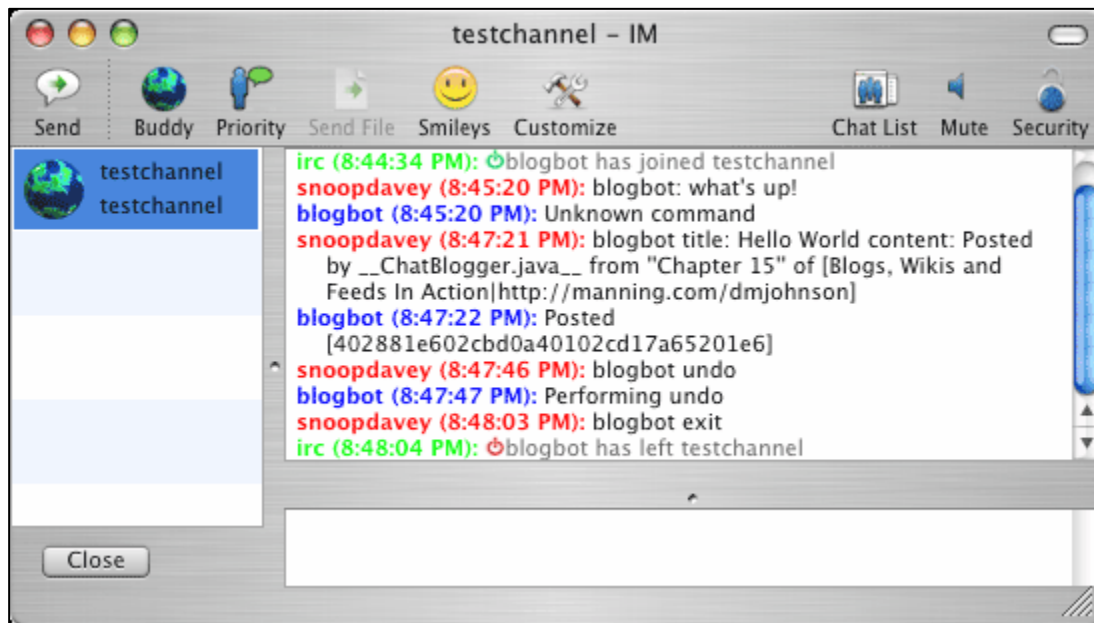 testchannel – IM
Send
Buddy
Priority
Send File
Smileys
Customize
Chat List
Mute
Security
testchannel
testchannel
irc (8:44:34 PM): blogbot has joined testchannel
snoopdavey (8:45:20 PM): blogbot: what's up!
blogbot (8:45:20 PM): Unknown command
snoopdavey (8:47:21 PM): blogbot title: Hello World content: Posted
by __ChatBlogger.java__ from "Chapter 15" of [Blogs, Wikis and
Feeds In Action|http://manning.com/dmjohnson]
blogbot (8:47:22 PM): Posted
[402881e602cbd0a40102cd17a65201e6]
snoopdavey (8:47:46 PM): blogbot undo
blogbot (8:47:47 PM): Performing undo
snoopdavey (8:48:03 PM): blogbot exit
irc (8:48:04 PM): blogbot has left testchannel
Close